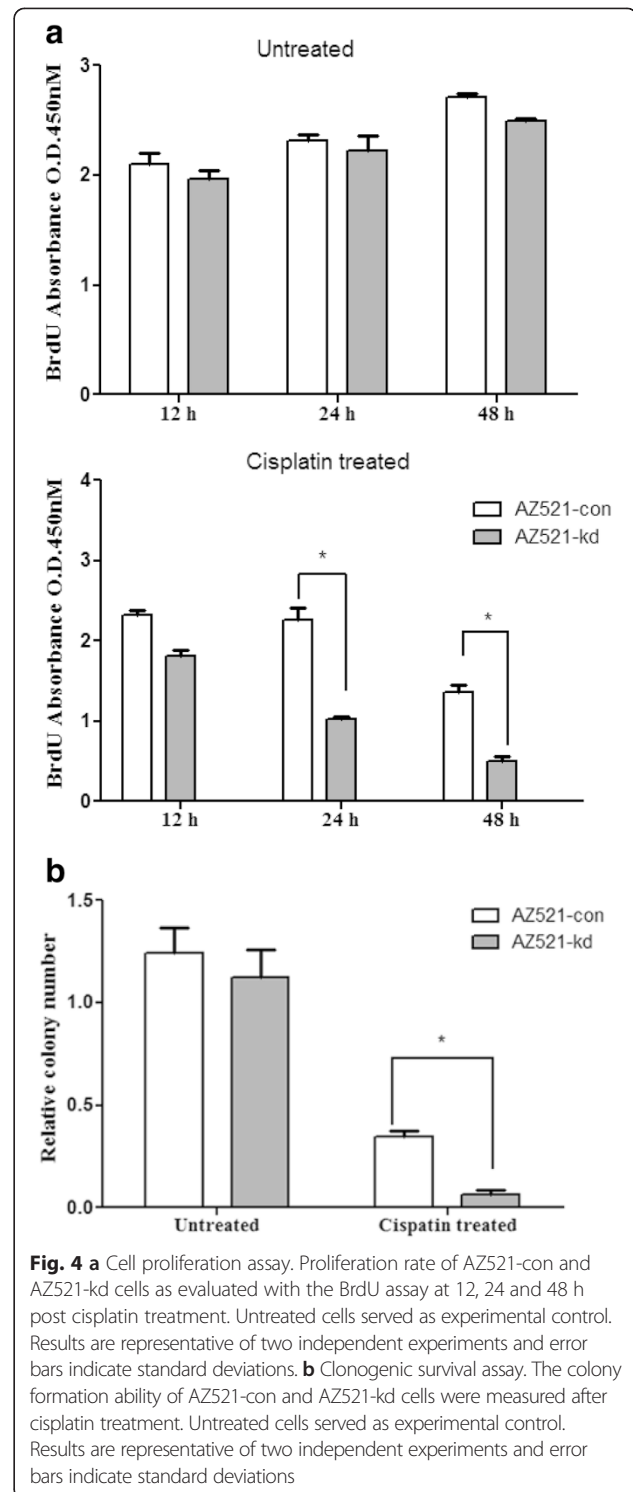 a
Untreated
BrdU Absorbance O.D.450nM
3
2
1
0
12 h
24 h
48 h
Cisplatin treated
BrdU Absorbance O.D.450nM
4
3
2
1
0
AZ521-con
AZ521-kd
*
*
12 h
24 h
48 h
b
Relative colony number
1.5
1.0
0.5
0.0
AZ521-con
AZ521-kd
*
Untreated
Cispatin treated
Fig. 4 a Cell proliferation assay. Proliferation rate of AZ521-con and
AZ521-kd cells as evaluated with the BrdU assay at 12, 24 and 48 h
post cisplatin treatment. Untreated cells served as experimental control.
Results are representative of two independent experiments and error
bars indicate standard deviations. b Clonogenic survival assay. The colony
formation ability of AZ521-con and AZ521-kd cells were measured after
cisplatin treatment. Untreated cells served as experimental control.
Results are representative of two independent experiments and error
bars indicate standard deviations